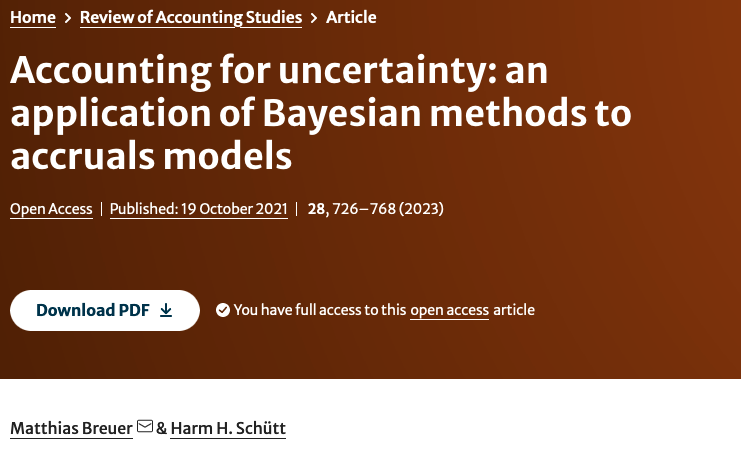 Home > Review of Accounting Studies > Article
Accounting for uncertainty: an
application of Bayesian methods to
accruals models
Open Access | Published: 19 October 2021 | 28, 726–768 (2023)
Download PDF
You have full access to this open access article
Matthias Breuer & Harm H. Schütt